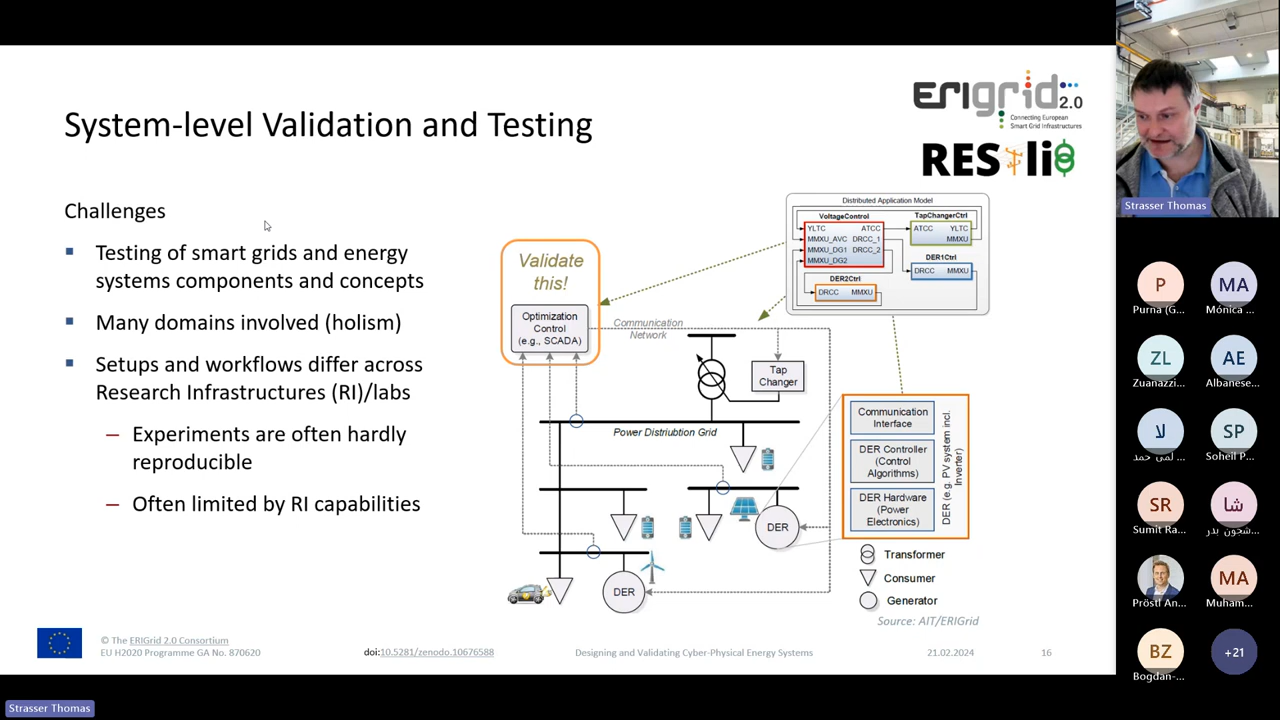 System-level Validation and Testing
ERIgrid 2.0
Connecting European
Smart Grid Infrastructures
RESili8
Challenges
Testing of smart grids and energy
systems components and concepts
Many domains involved (holism)
Setups and workflows differ across
Research Infrastructures (RI)/labs
– Experiments are often hardly
reproducible
– Often limited by RI capabilities
Validate
this!
Optimization
Control
(e.g., SCADA)
Communication
Network
Distributed Application Model
VoltageControl
YLTC ATCC
MMXU_AVC DRCC_1
MMXU_DG1 DRCC_2
MMXU_DG2
TapChangerCtrl
ATCC YLTC
MMXU
DER1Ctrl
DRCC MMXU
DER2Ctrl
DRCC MMXU
Tap
Changer
Power Distriubtion Grid
Communication
Interface
DER Controller
(Control
Algorithms)
DER Hardware
(Power
Electronics)
DER (e.g. PV system incl.
Inverter)
DER
DER
Transformer
Consumer
Generator
Source: AIT/ERIGrid
© The ERIGrid 2.0 Consortium
EU H2020 Programme GA No. 870620
doi:10.5281/zenodo.10676588
Designing and Validating Cyber-Physical Energy Systems
21.02.2024
16
Strasser Thomas
P
Purna (G...
MA
Mónica ...
ZL
Zuanazzi...
AE
Albanese...
لا
SP
Soheil P...
SR
Sumit Ra...
شا
شجون بدر
Pröstl An...
MA
Muham...
BZ
Bogdan-...
+21
Strasser Thomas